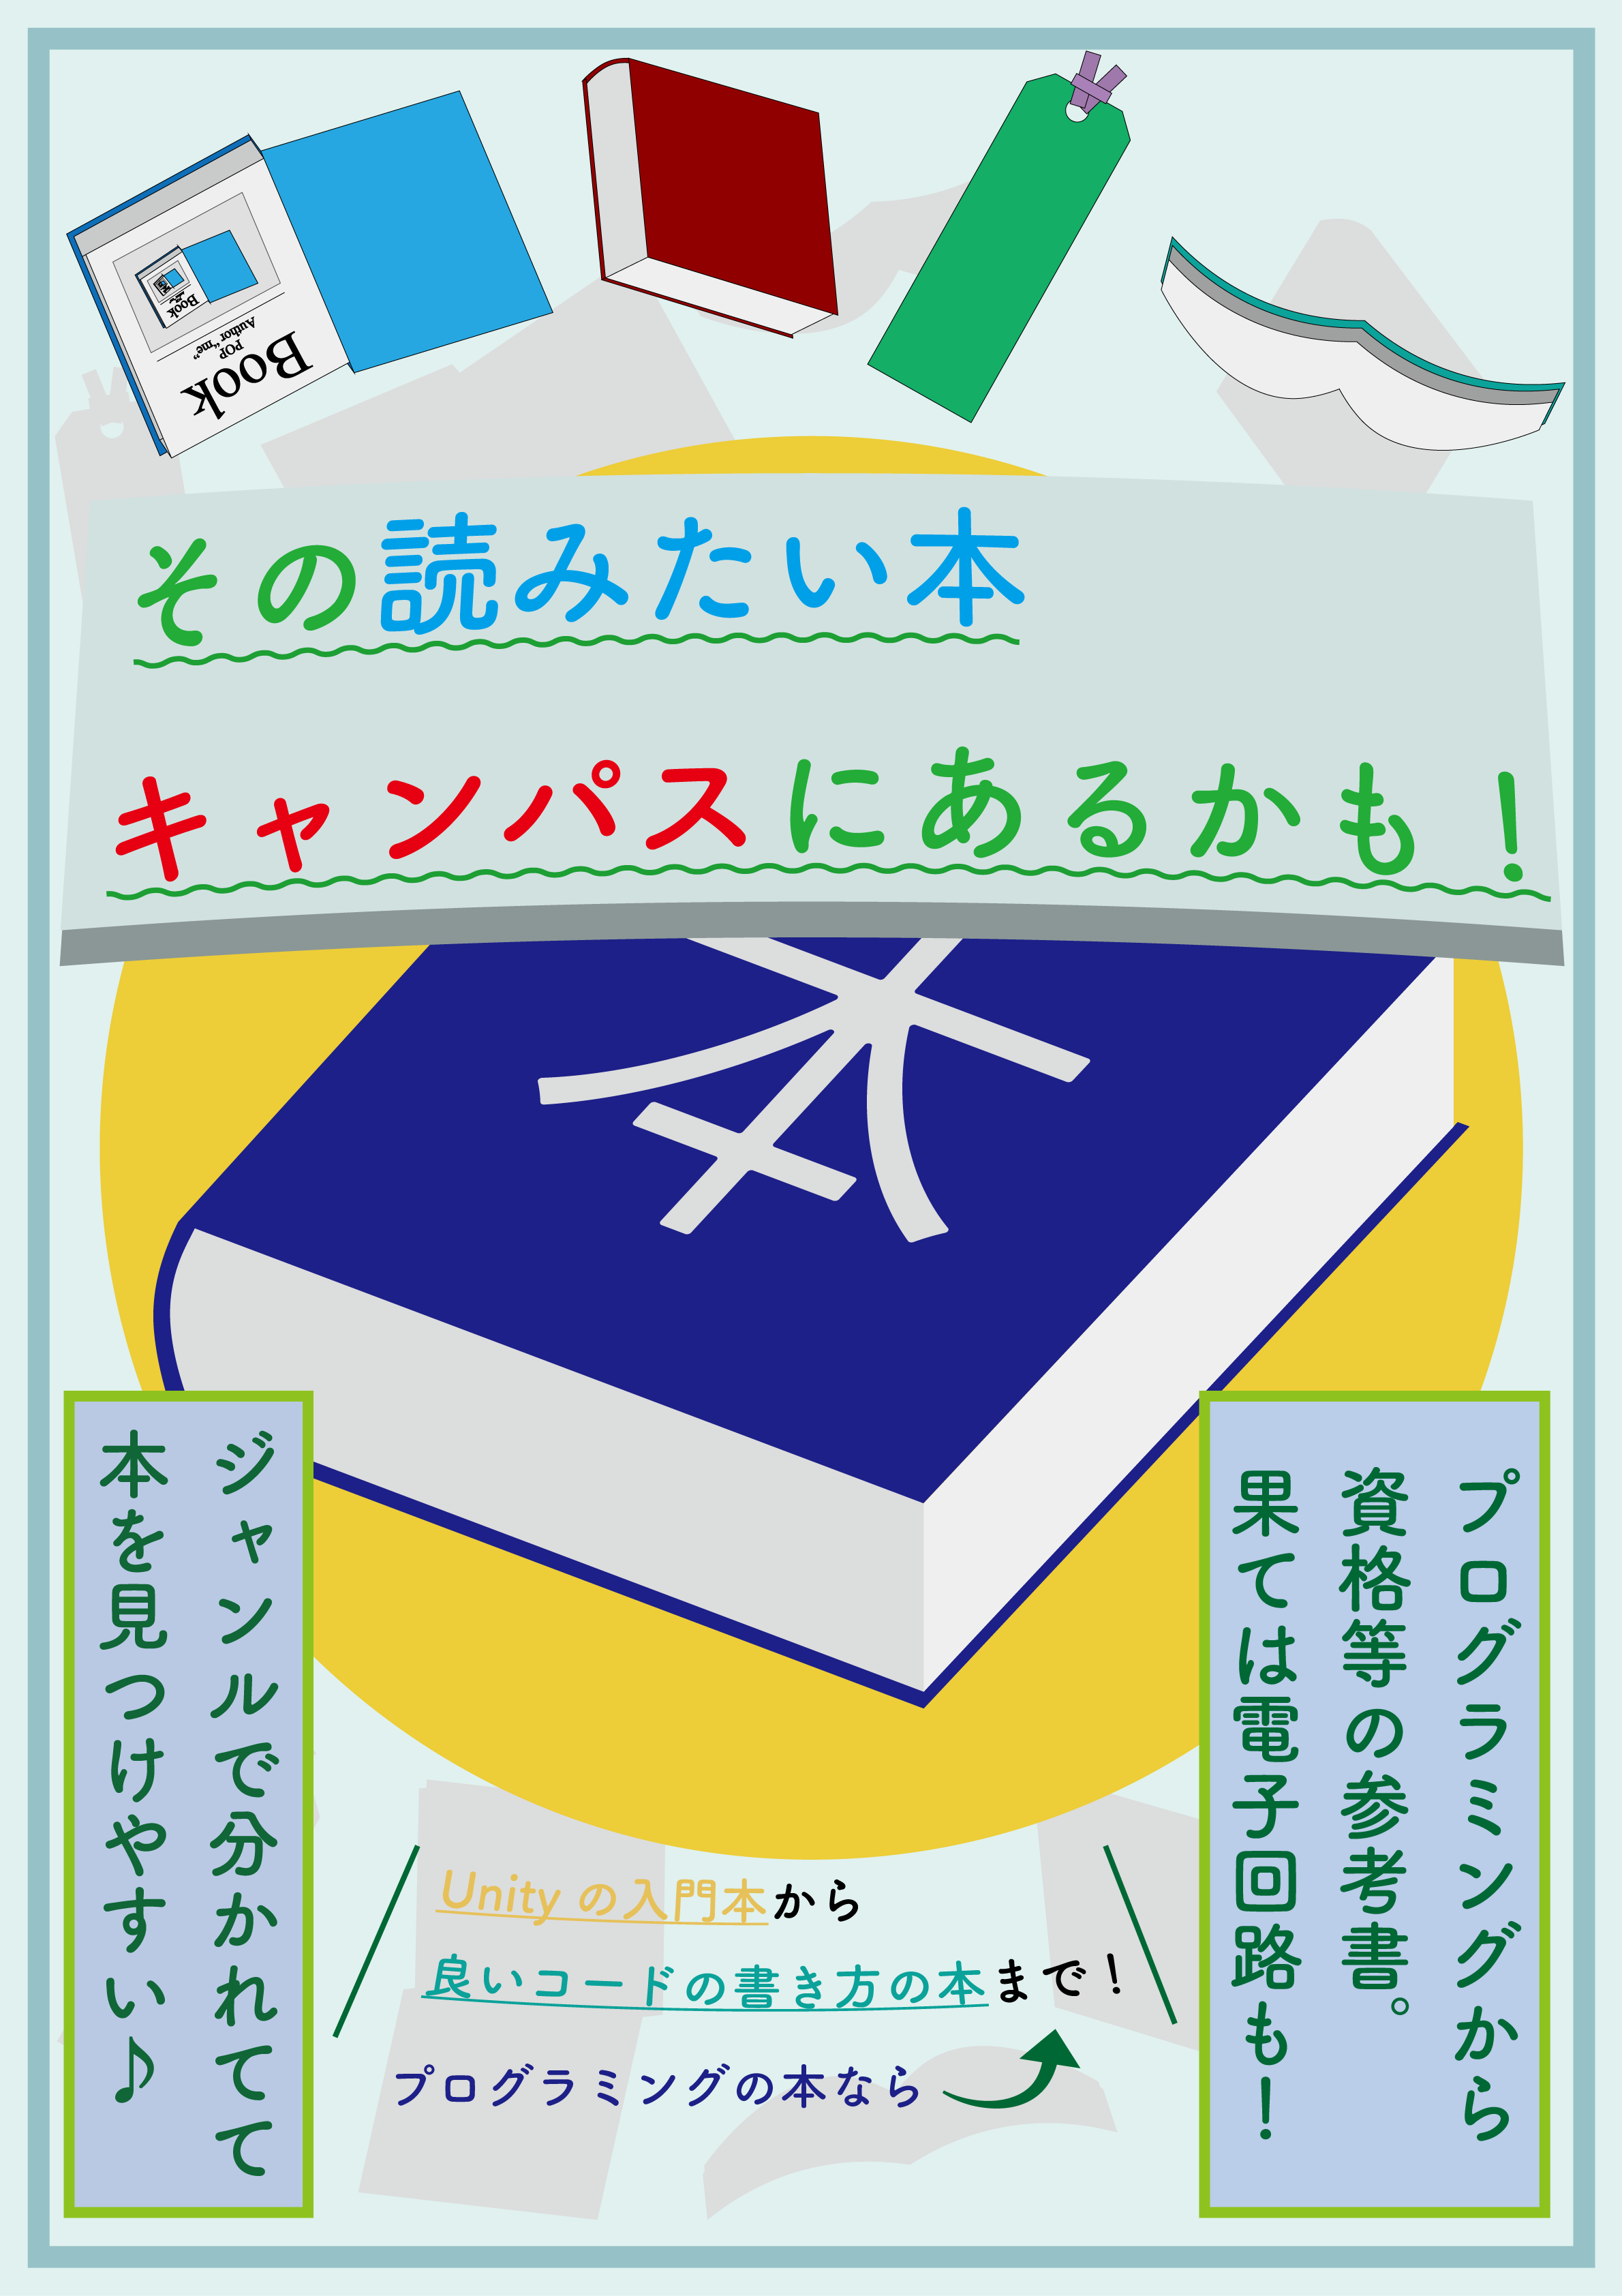 Book
POP
Author "me"
Book
その読みたい本
キャンパスにあるかも！
本
プログラミングから
資格等の参考書。
果ては電子回路も！
ジャンルで分かれてて
本を見つけやすい♪
Unityの入門本から
良いコードの書き方の本まで！
プログラミングの本なら